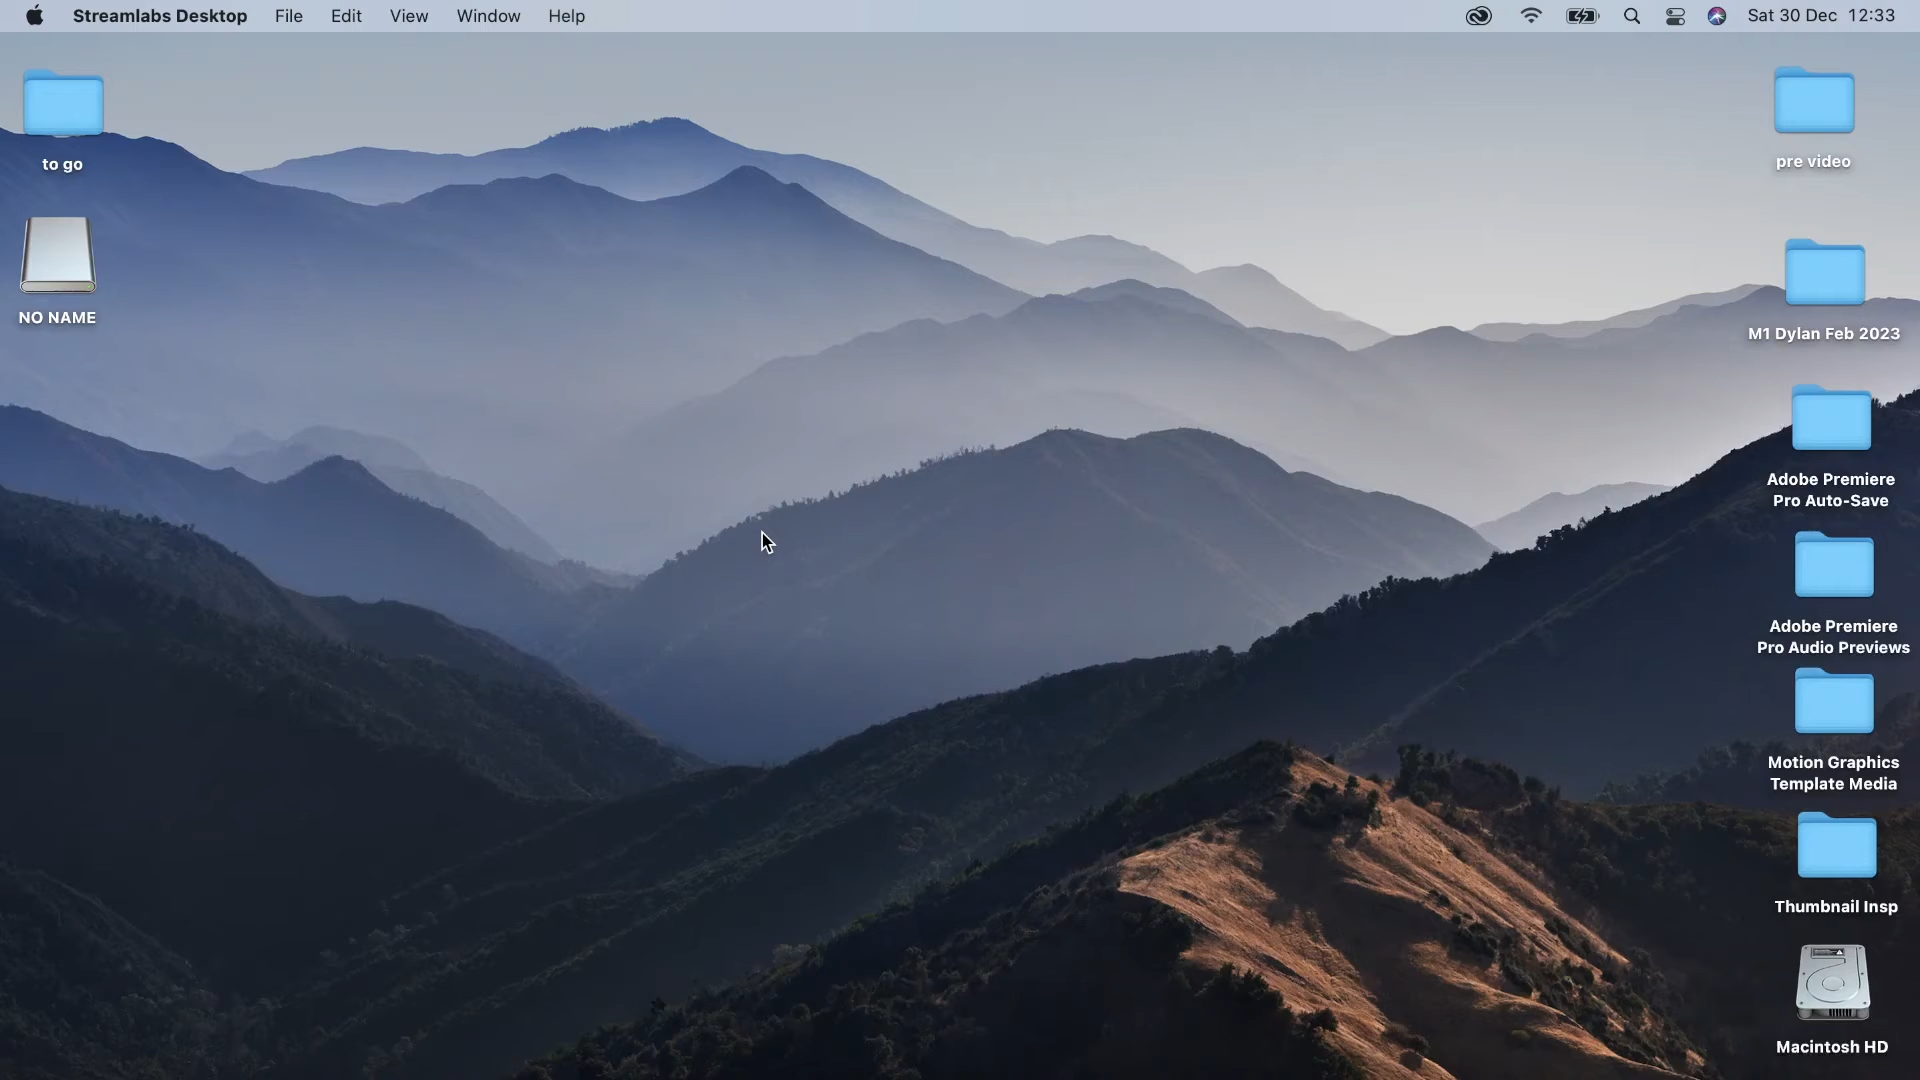 Streamlabs Desktop File Edit View Window Help Sat 30 Dec 12:33
to go
NO NAME
pre video
M1 Dylan Feb 2023
Adobe Premiere
Pro Auto-Save
Adobe Premiere
Pro Audio Previews
Motion Graphics
Template Media
Thumbnail Insp
Macintosh HD